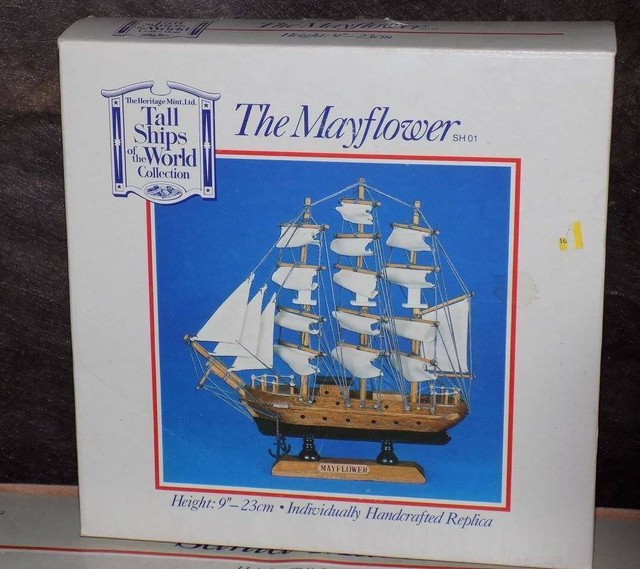 The Mayflower
Height: 9"–23cm
The Heritage Mint, Ltd.
Tall
Ships
of the World
Collection
The Mayflower SH 01
MAYFLOWER
Height: 9"–23cm • Individually Handcrafted Replica